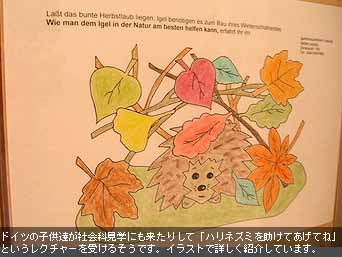 Laßt das bunte Herbstlaub liegen, Igel benötigen es zum Bau ihres Winterschlafnestes
Wie man dem Igel in der Natur am besten helfen kann, erfahrt Ihr
ドイツの子供達が社会科見学にも来たりして「ハリネズミを助けてあげてね」
というレクチャーを受けるそうです。イラストで詳しく紹介しています。